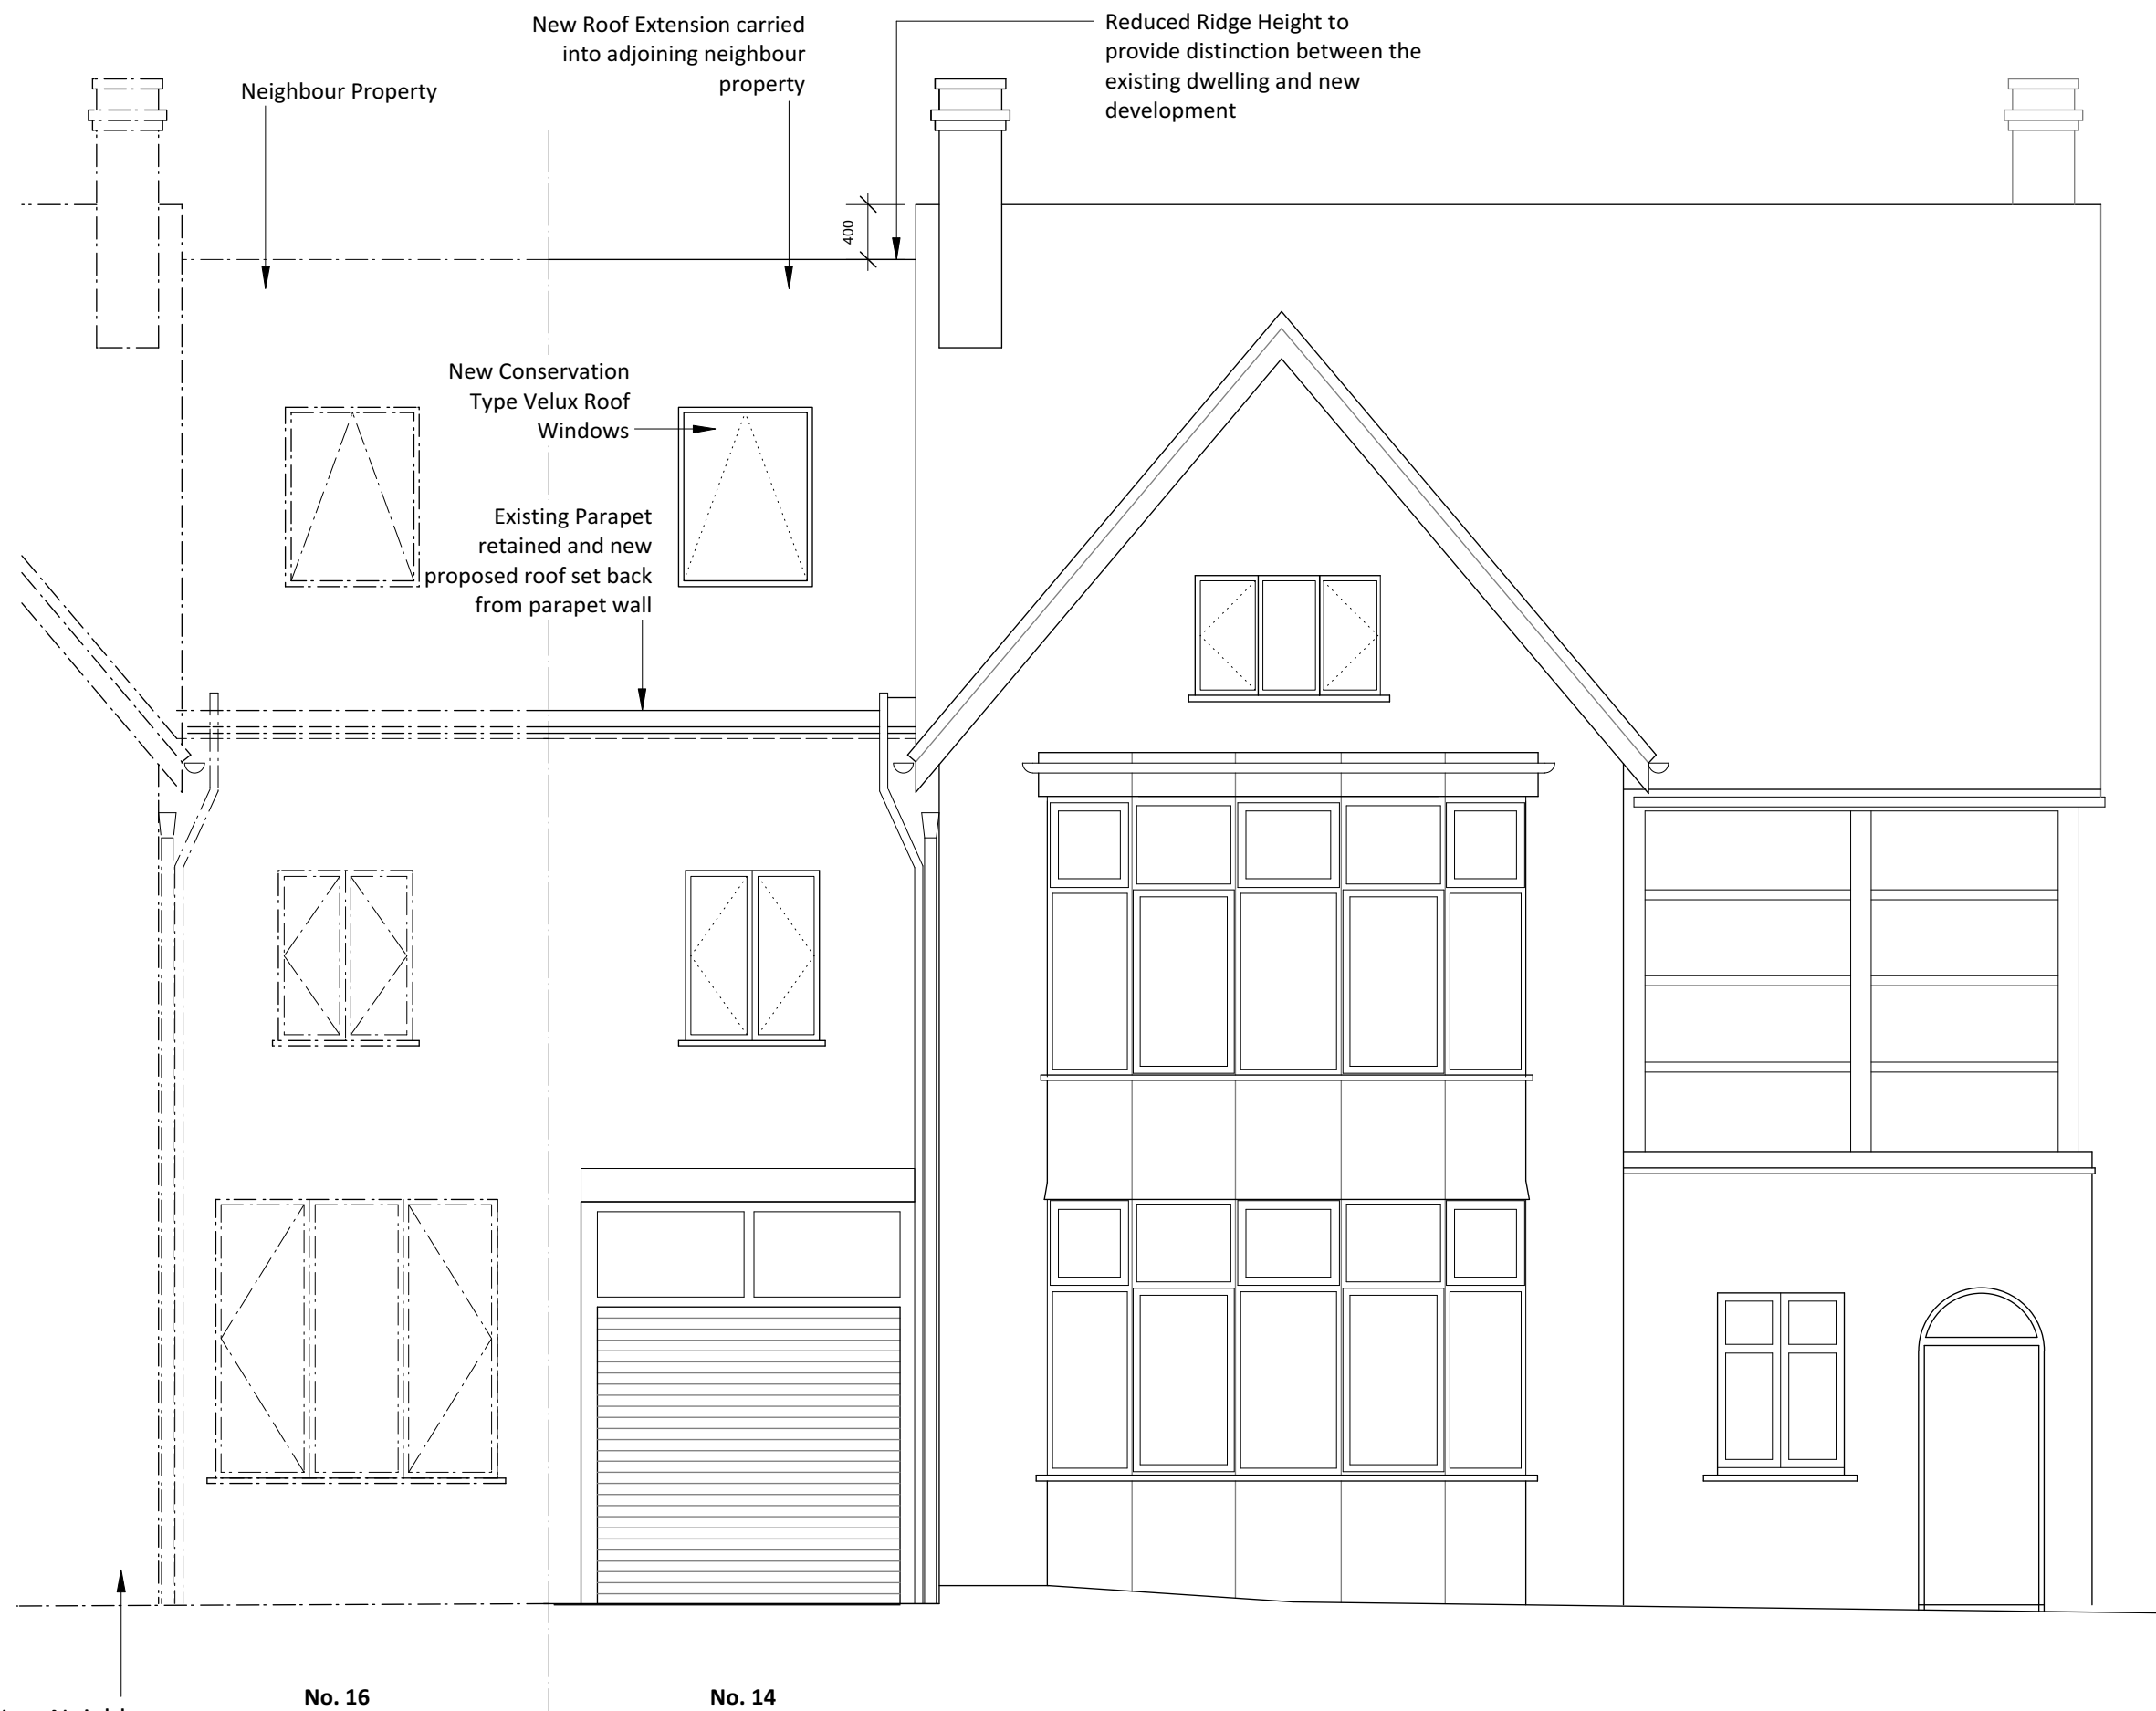 New Roof Extension carried
into adjoining neighbour
property
Reduced Ridge Height to
provide distinction between the
existing dwelling and new
development
Neighbour Property
400
New Conservation
Type Velux Roof
Windows
Existing Parapet
retained and new
proposed roof set back
from parapet wall
No. 16
No. 14